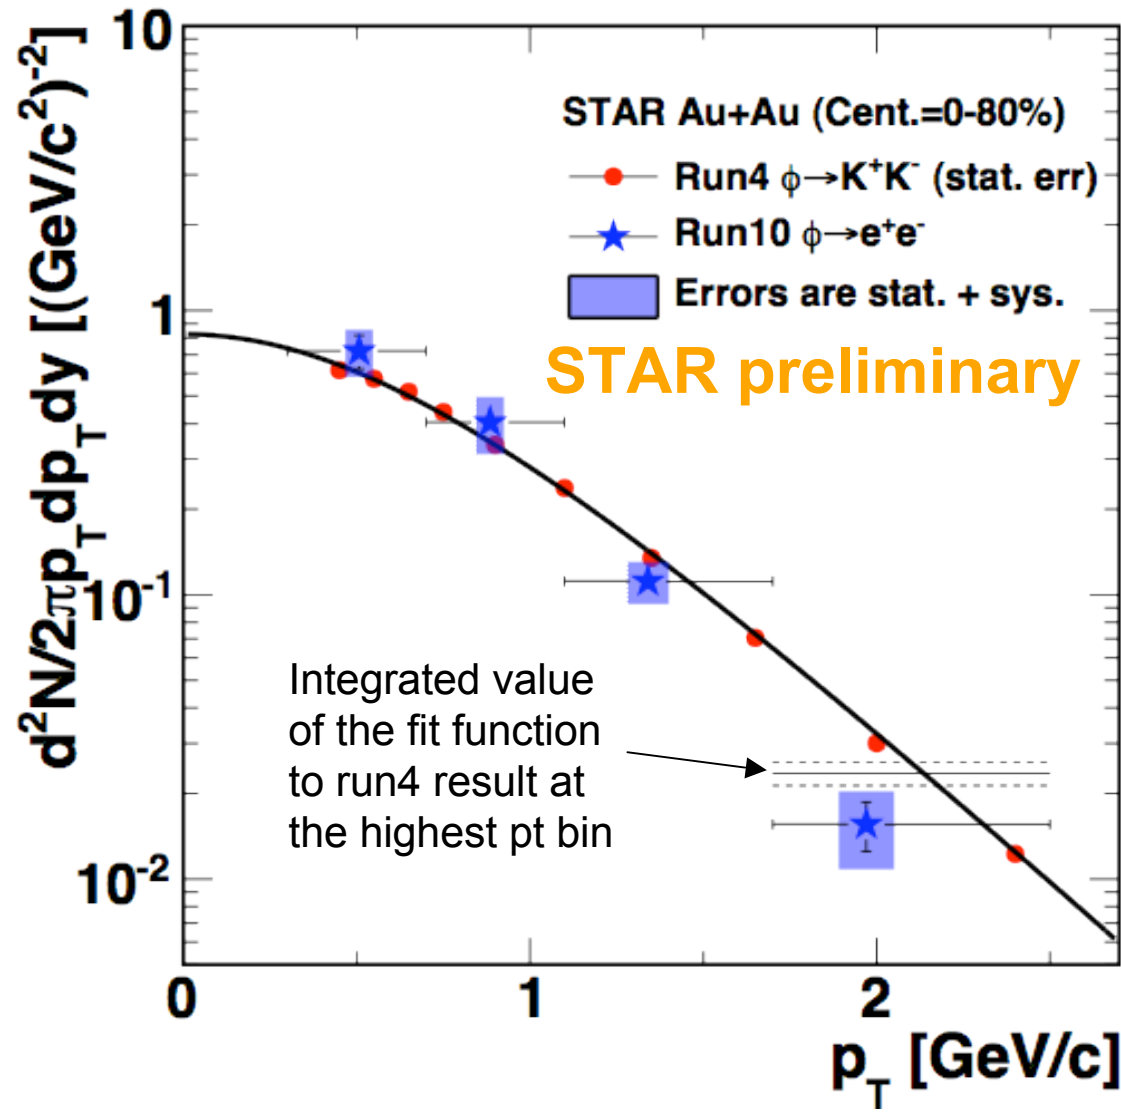 d²N/2πp_Tdp_Tdy [(GeV/c²)⁻²]
10
1
10⁻¹
10⁻²
STAR Au+Au (Cent.=0-80%)
Run4 ϕ→K⁺K⁻ (stat. err)
Run10 ϕ→e⁺e⁻
Errors are stat. + sys.
STAR preliminary
Integrated value
of the fit function
to run4 result at
the highest pt bin
0 1 2
p_T [GeV/c]